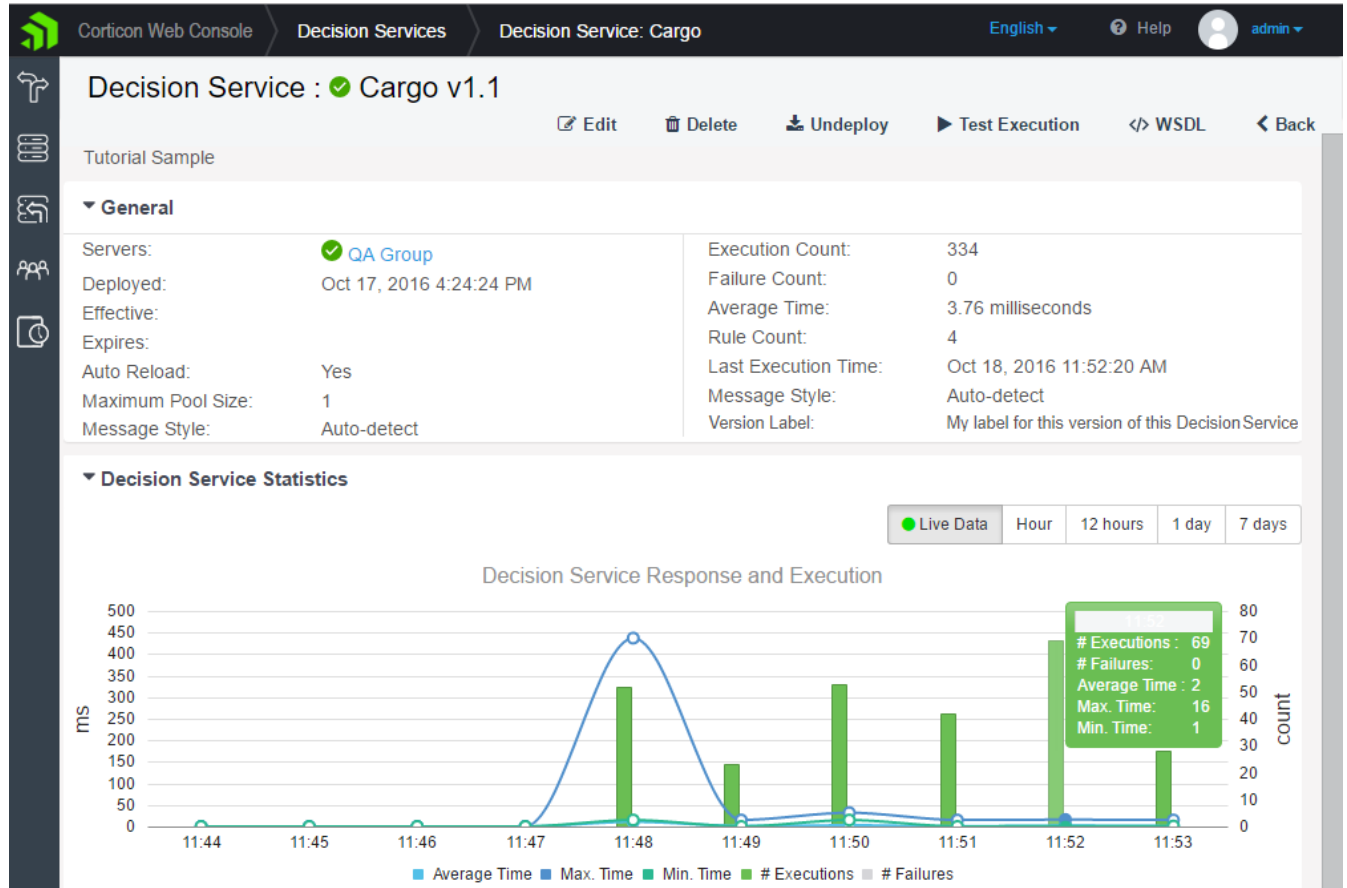 Corticon Web Console Decision Services Decision Service: Cargo English Help admin
Decision Service : Cargo v1.1
Edit Delete Undeploy Test Execution </> WSDL Back
Tutorial Sample
General
Servers: QA Group
Deployed: Oct 17, 2016 4:24:24 PM
Effective:
Expires:
Auto Reload: Yes
Maximum Pool Size: 1
Message Style: Auto-detect
Execution Count: 334
Failure Count: 0
Average Time: 3.76 milliseconds
Rule Count: 4
Last Execution Time: Oct 18, 2016 11:52:20 AM
Message Style: Auto-detect
Version Label: My label for this version of this Decision Service
Decision Service Statistics
Live Data Hour 12 hours 1 day 7 days
Decision Service Response and Execution
500
450
400
350
300
250
200
150
100
50
0
ms
11:52
# Executions : 69
# Failures: 0
Average Time : 2
Max. Time: 16
Min. Time: 1
80
70
60
50
40
30
20
10
0
count
11:44 11:45 11:46 11:47 11:48 11:49 11:50 11:51 11:52 11:53
Average Time Max. Time Min. Time # Executions # Failures